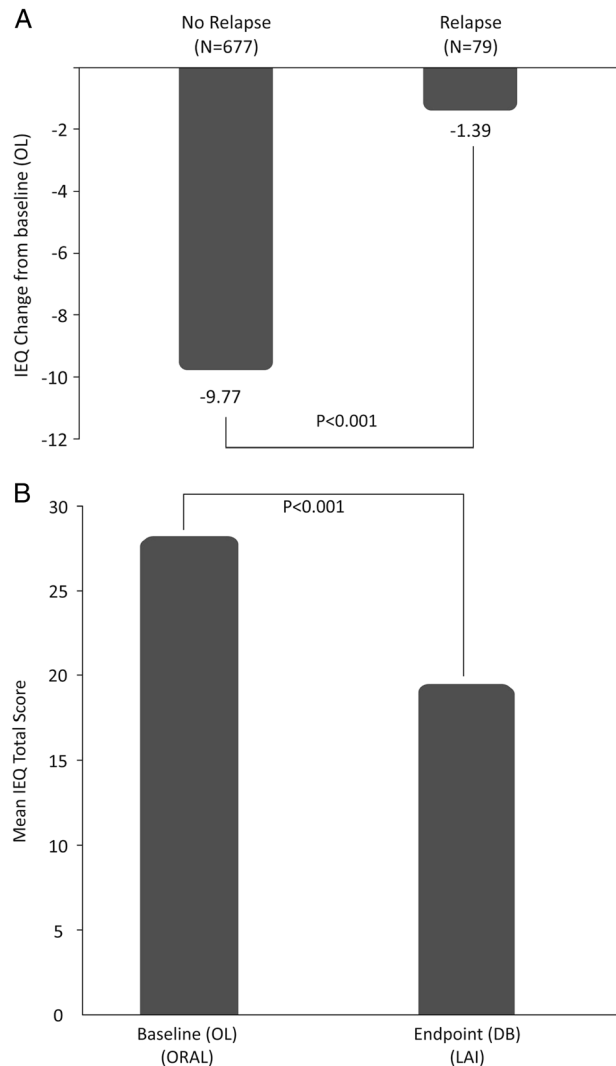 A
No Relapse
(N=677)
Relapse
(N=79)
IEQ Change from baseline (OL)
-2
-4
-6
-8
-10
-12
-1.39
-9.77
P<0.001
B
Mean IEQ Total Score
30
25
20
15
10
5
0
P<0.001
Baseline (OL)
(ORAL)
Endpoint (DB)
(LAI)